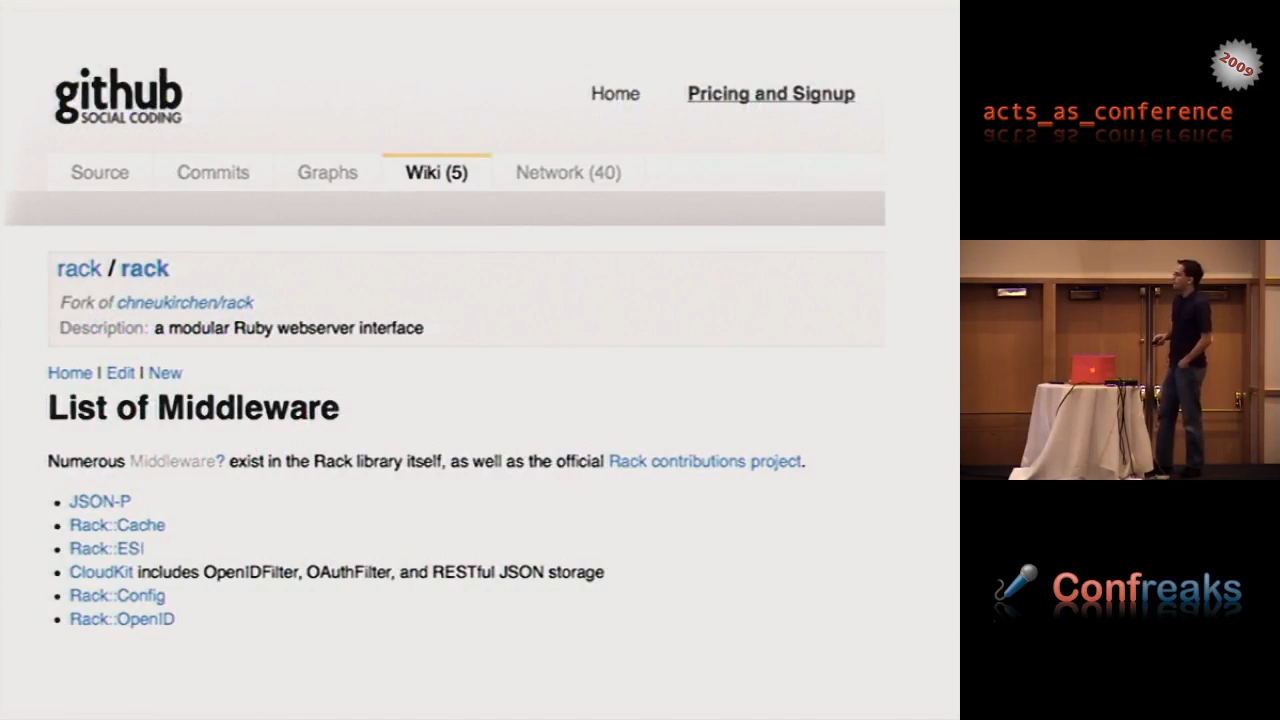 github
SOCIAL CODING
Home
Pricing and Signup
Source
Commits
Graphs
Wiki (5)
Network (40)
rack / rack
Fork of chneukirchen/rack
Description: a modular Ruby webserver interface
Home | Edit | New
List of Middleware
Numerous Middleware? exist in the Rack library itself, as well as the official Rack contributions project.
• JSON-P
• Rack::Cache
• Rack::ESI
• CloudKit includes OpenIDFilter, OAuthFilter, and RESTful JSON storage
• Rack::Config
• Rack::OpenID
2009
acts_as_conference
Confreaks